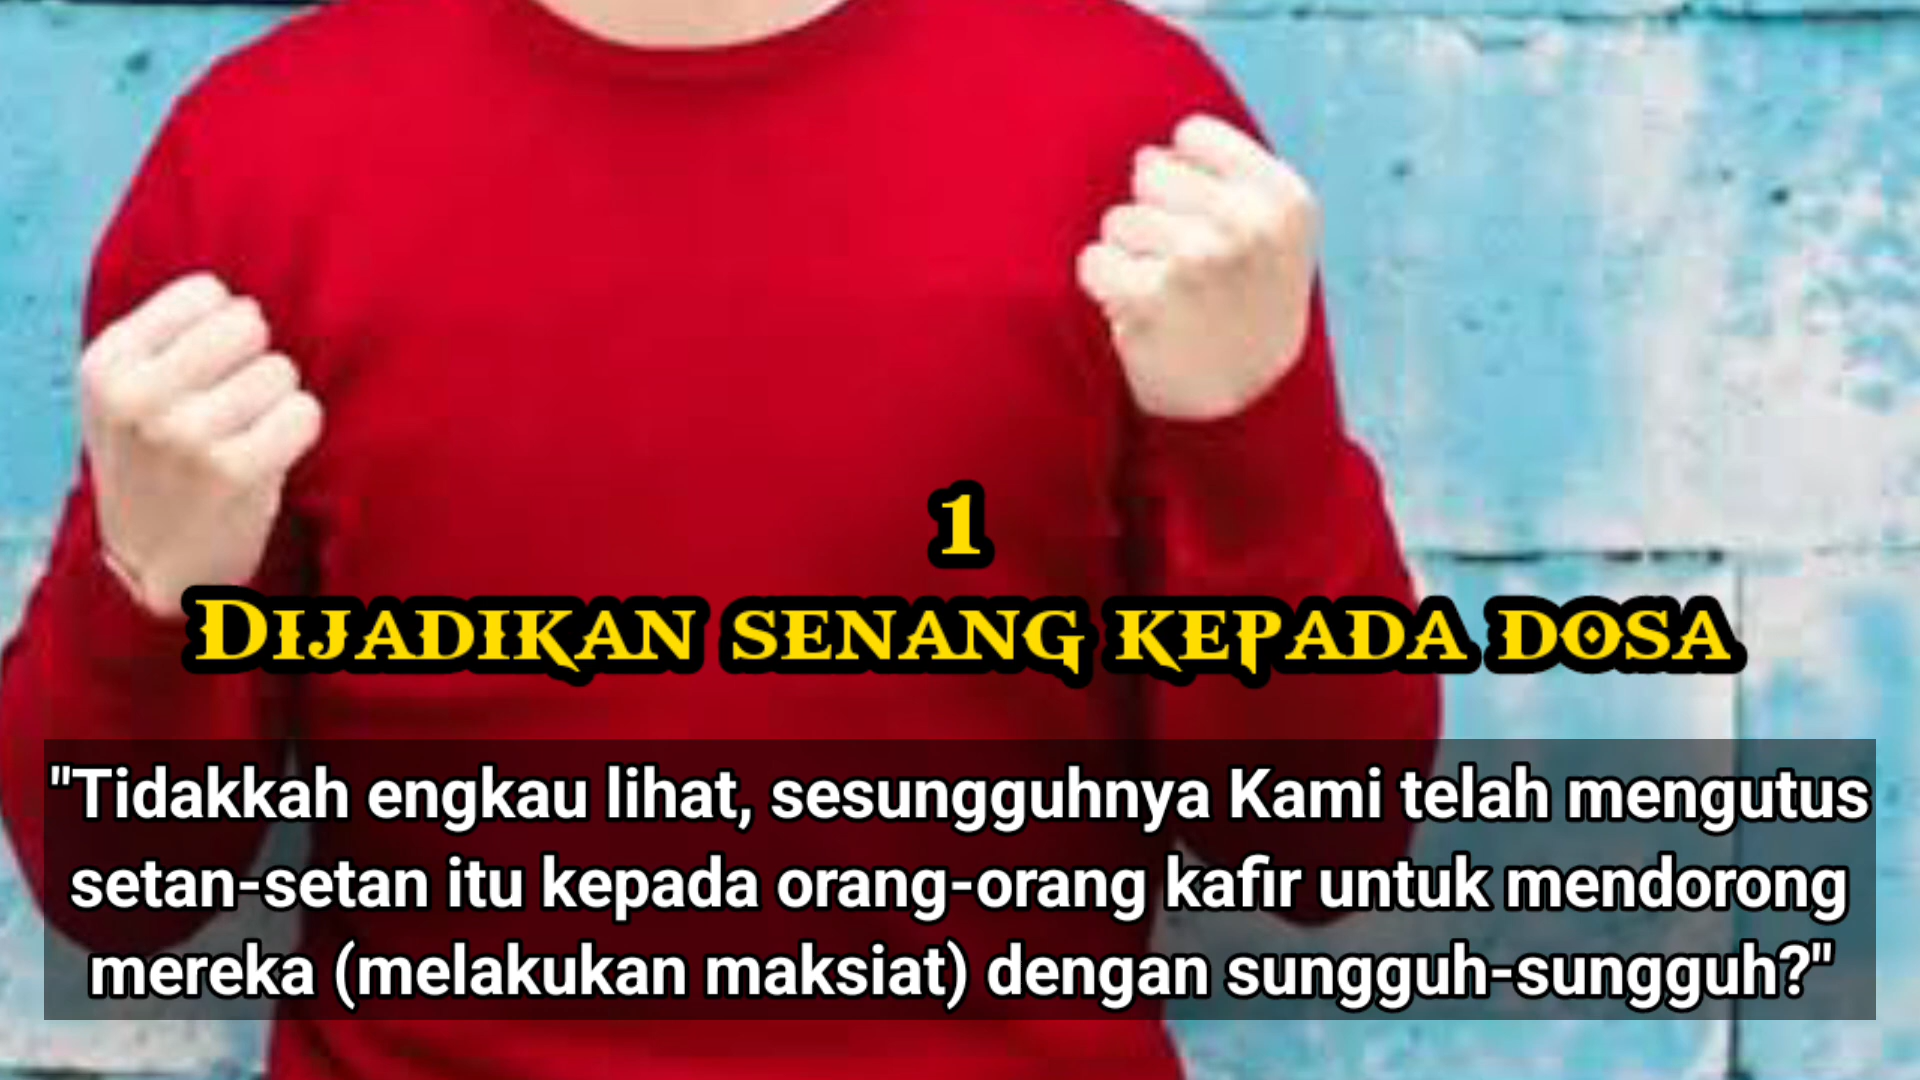 1
Dijadikan senang kepada dosa
"Tidakkah engkau lihat, sesungguhnya Kami telah mengutus
setan-setan itu kepada orang-orang kafir untuk mendorong
mereka (melakukan maksiat) dengan sungguh-sungguh?"